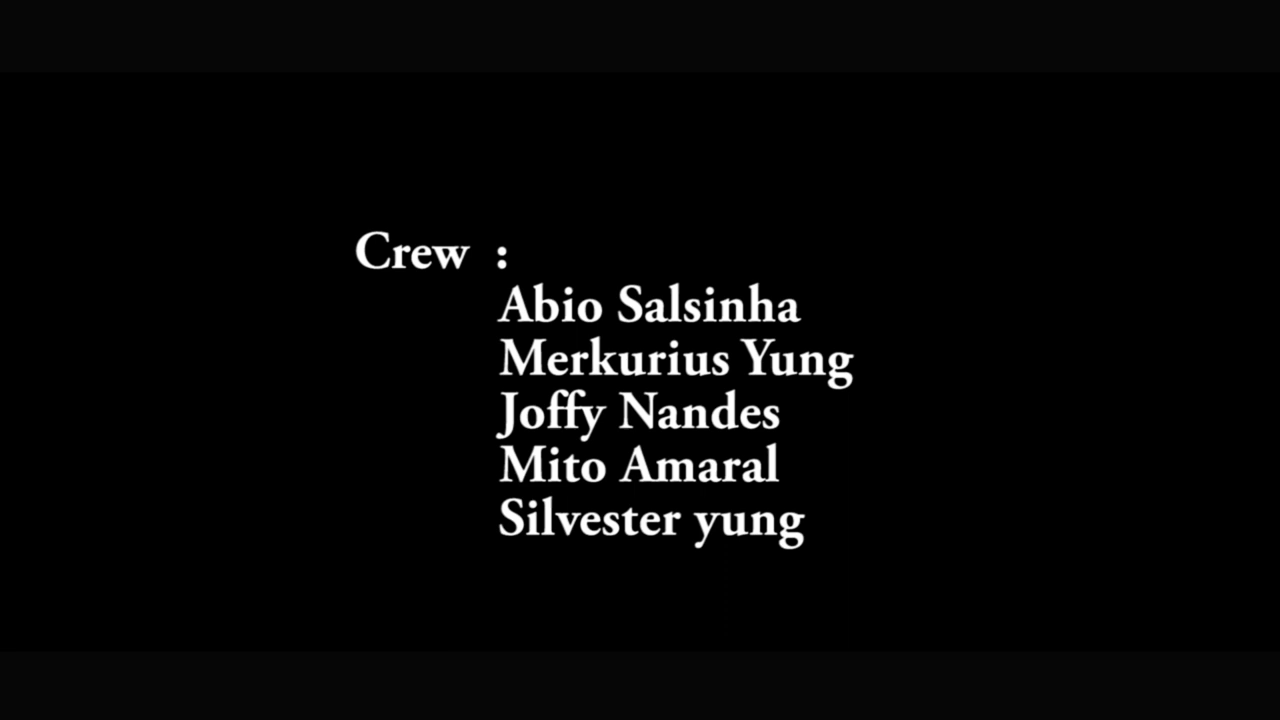 Crew :
Abio Salsinha
Merkurius Yung
Joffy Nandes
Mito Amaral
Silvester yung